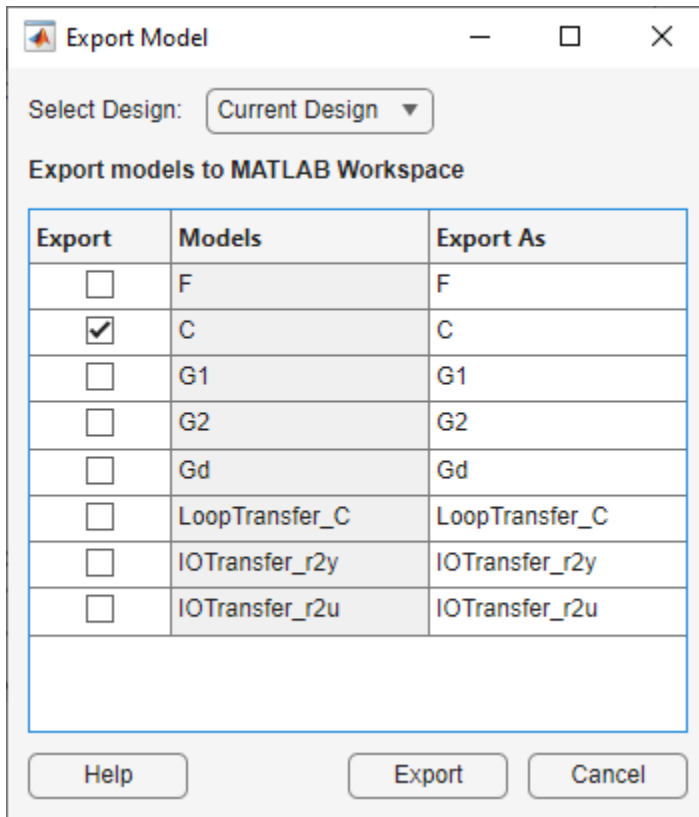 Export Model
Select Design: Current Design
Export models to MATLAB Workspace
Export Models Export As
F F
C C
G1 G1
G2 G2
Gd Gd
LoopTransfer_C LoopTransfer_C
IOTransfer_r2y IOTransfer_r2y
IOTransfer_r2u IOTransfer_r2u
Help Export Cancel